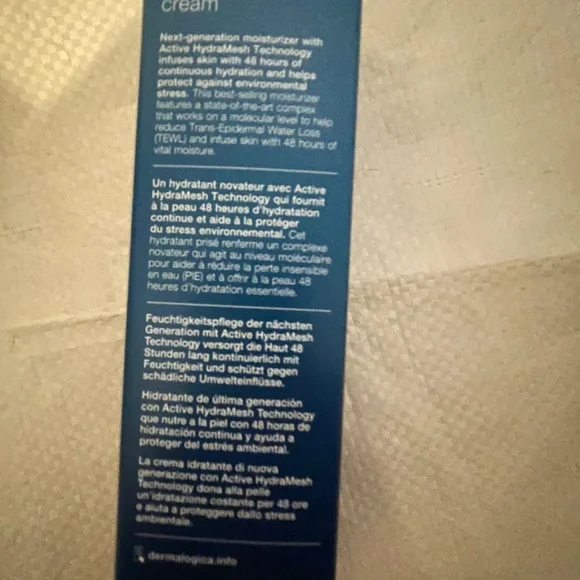 cream
Next-generation moisturizer with
Active HydraMesh Technology
infuses skin with 48 hours of
continuous hydration and helps
protect against environmental
stress. This best-selling moisturizer
features a state-of-the-art complex
that works on a molecular level to help
reduce Trans-Epidermal Water Loss
(TEWL) and infuse skin with 48 hours of
vital moisture.
Un hydratant novateur avec Active
HydraMesh Technology qui fournit
à la peau 48 heures d'hydratation
continue et aide à la protéger
du stress environnemental. Cet
hydratant prisé renferme un complexe
novateur qui agit au niveau moléculaire
pour aider à réduire la perte insensible
en eau (PIE) et à offrir à la peau 48
heures d'hydratation essentielle.
Feuchtigkeitspflege der nächsten
Generation mit Active HydraMesh
Technology versorgt die Haut 48
Stunden lang kontinuierlich mit
Feuchtigkeit und schützt gegen
schädliche Umwelteinflüsse.
Hidratante de última generación
con Active HydraMesh Technology
que nutre a la piel con 48 horas de
hidratación continua y ayuda a
proteger del estrés ambiental.
La crema idratante di nuova
generazione con Active HydraMesh
Technology dona alla pelle
un'idratazione costante per 48 ore
e aiuta a proteggere dallo stress
ambientale.
dermalogica.info